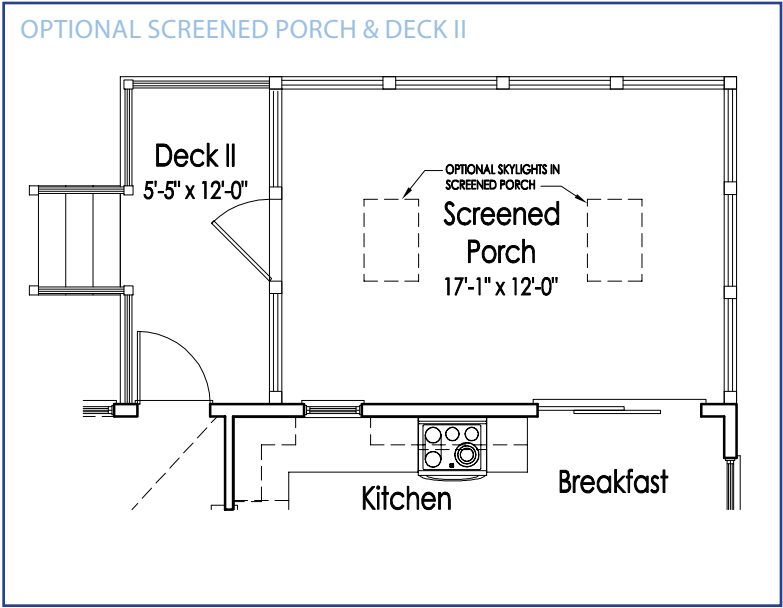 OPTIONAL SCREENED PORCH & DECK II
Deck II
5'-5" x 12'-0"
OPTIONAL SKYLIGHTS IN
SCREENED PORCH
Screened
Porch
17'-1" x 12'-0"
Kitchen
Breakfast